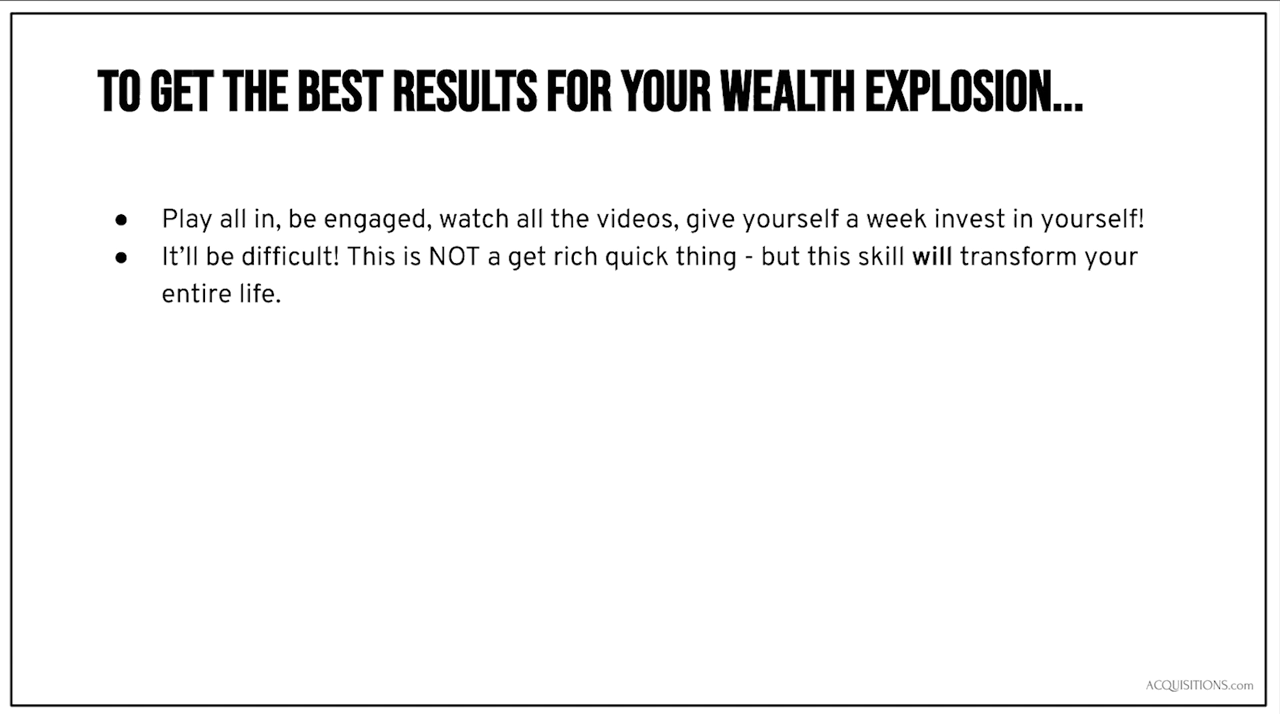 TO GET THE BEST RESULTS FOR YOUR WEALTH EXPLOSION...
● Play all in, be engaged, watch all the videos, give yourself a week invest in yourself!
● It'll be difficult! This is NOT a get rich quick thing - but this skill will transform your
entire life.
ACQUISITIONS.com